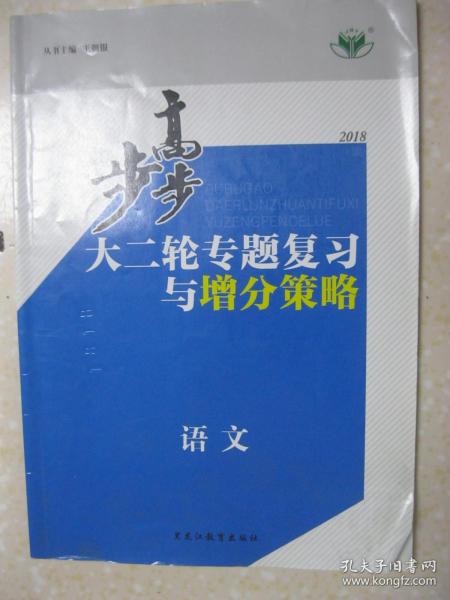 丛书主编 王朝银
®
2018
步步高
BUBUGAO
DAERLUNZHUANTIFUXI
YUZENGFENCELUE
大二轮专题复习
与增分策略
语文
黑龙江教育出版社
孔夫子旧书网
www.kongfz.com